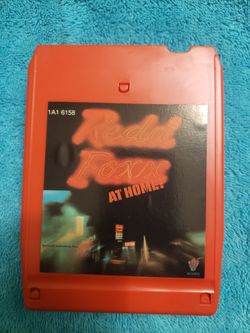 1A1 6158
Redd
Foxx
AT HOME!